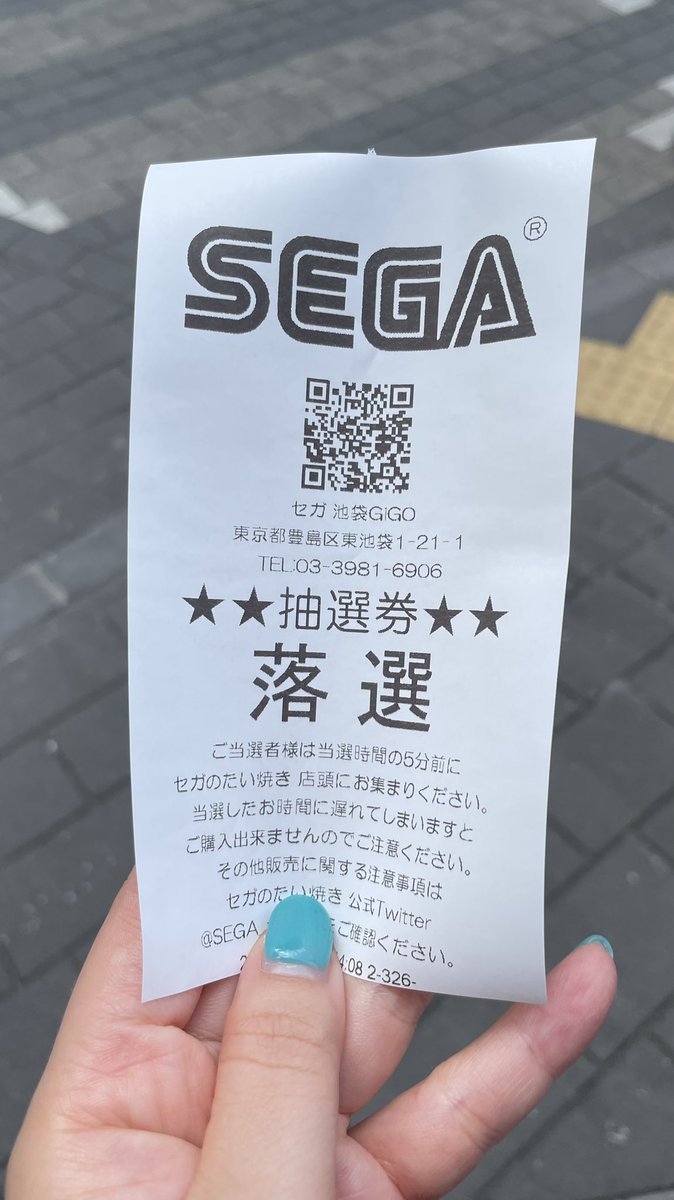 SEGA®
セガ 池袋GiGO
東京都豊島区東池袋1-21-1
TEL:03-3981-6906
★★抽選券★★
落選
ご当選者様は当選時間の5分前に
セガのたい焼き 店頭にお集まりください。
当選したお時間に遅れてしまいますと
ご購入出来ませんのでご注意ください。
その他販売に関する注意事項は
セガのたい焼き 公式Twitter
@SEGA をご確認ください。
4:08 2-326-